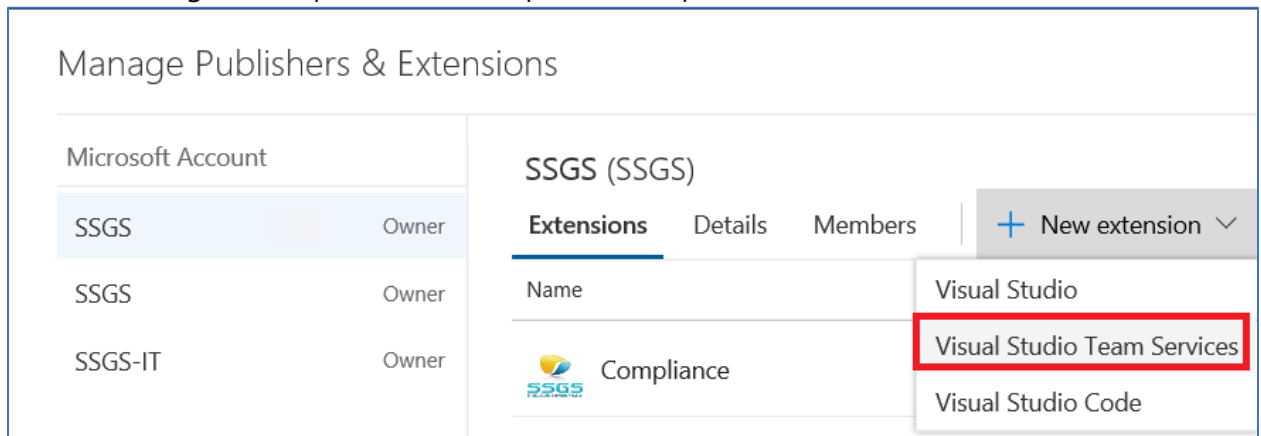 Manage Publishers & Extensions
Microsoft Account
SSGS Owner
SSGS Owner
SSGS-IT Owner
SSGS (SSGS)
Extensions Details Members + New extension
Name
SSGS Compliance
Visual Studio
Visual Studio Team Services
Visual Studio Code